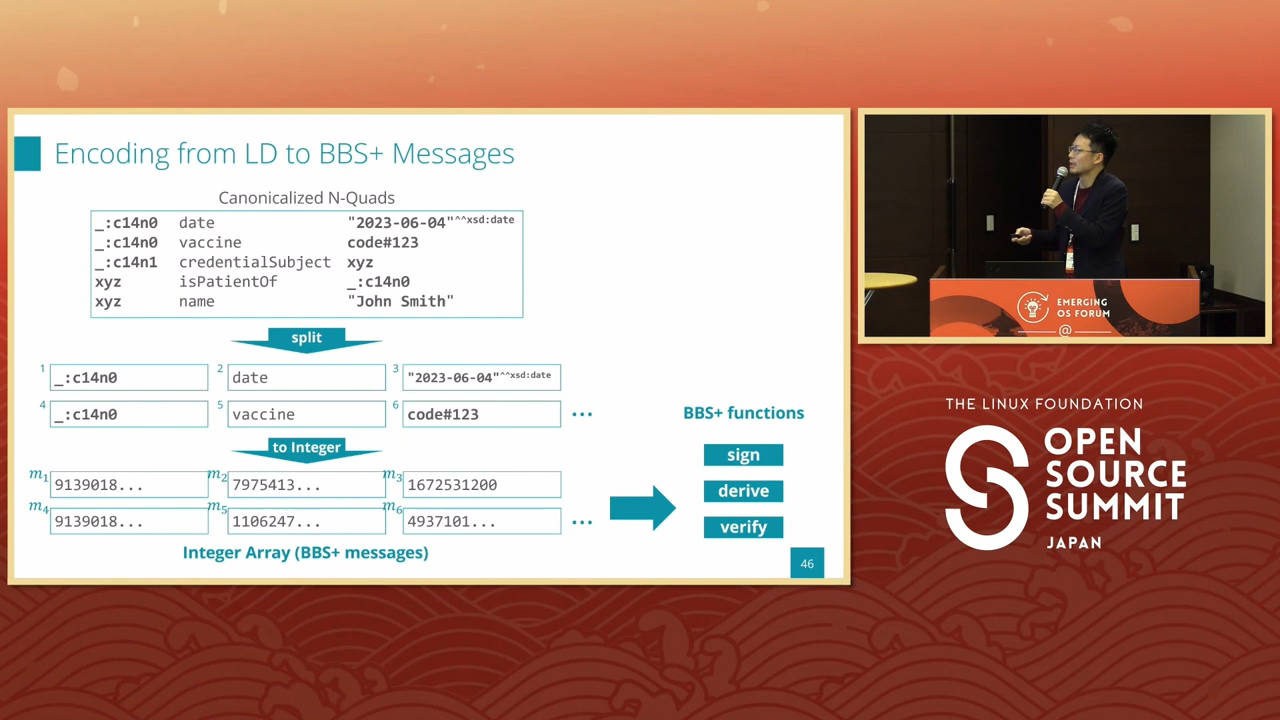 Encoding from LD to BBS+ Messages
Canonicalized N-Quads
_:c14n0 date "2023-06-04"^^xsd:date
_:c14n0 vaccine code#123
_:c14n1 credentialSubject xyz
xyz isPatientOf _:c14n0
xyz name "John Smith"
split
1 _:c14n0 2 date 3 "2023-06-04"^^xsd:date
4 _:c14n0 5 vaccine 6 code#123 ...
to Integer
m1 9139018... m2 7975413... m3 1672531200
m4 9139018... m5 1106247... m6 4937101... ...
Integer Array (BBS+ messages)
BBS+ functions
sign
derive
verify
46
EMERGING
OS FORUM
@
THE LINUX FOUNDATION
OPEN
SOURCE
SUMMIT
JAPAN